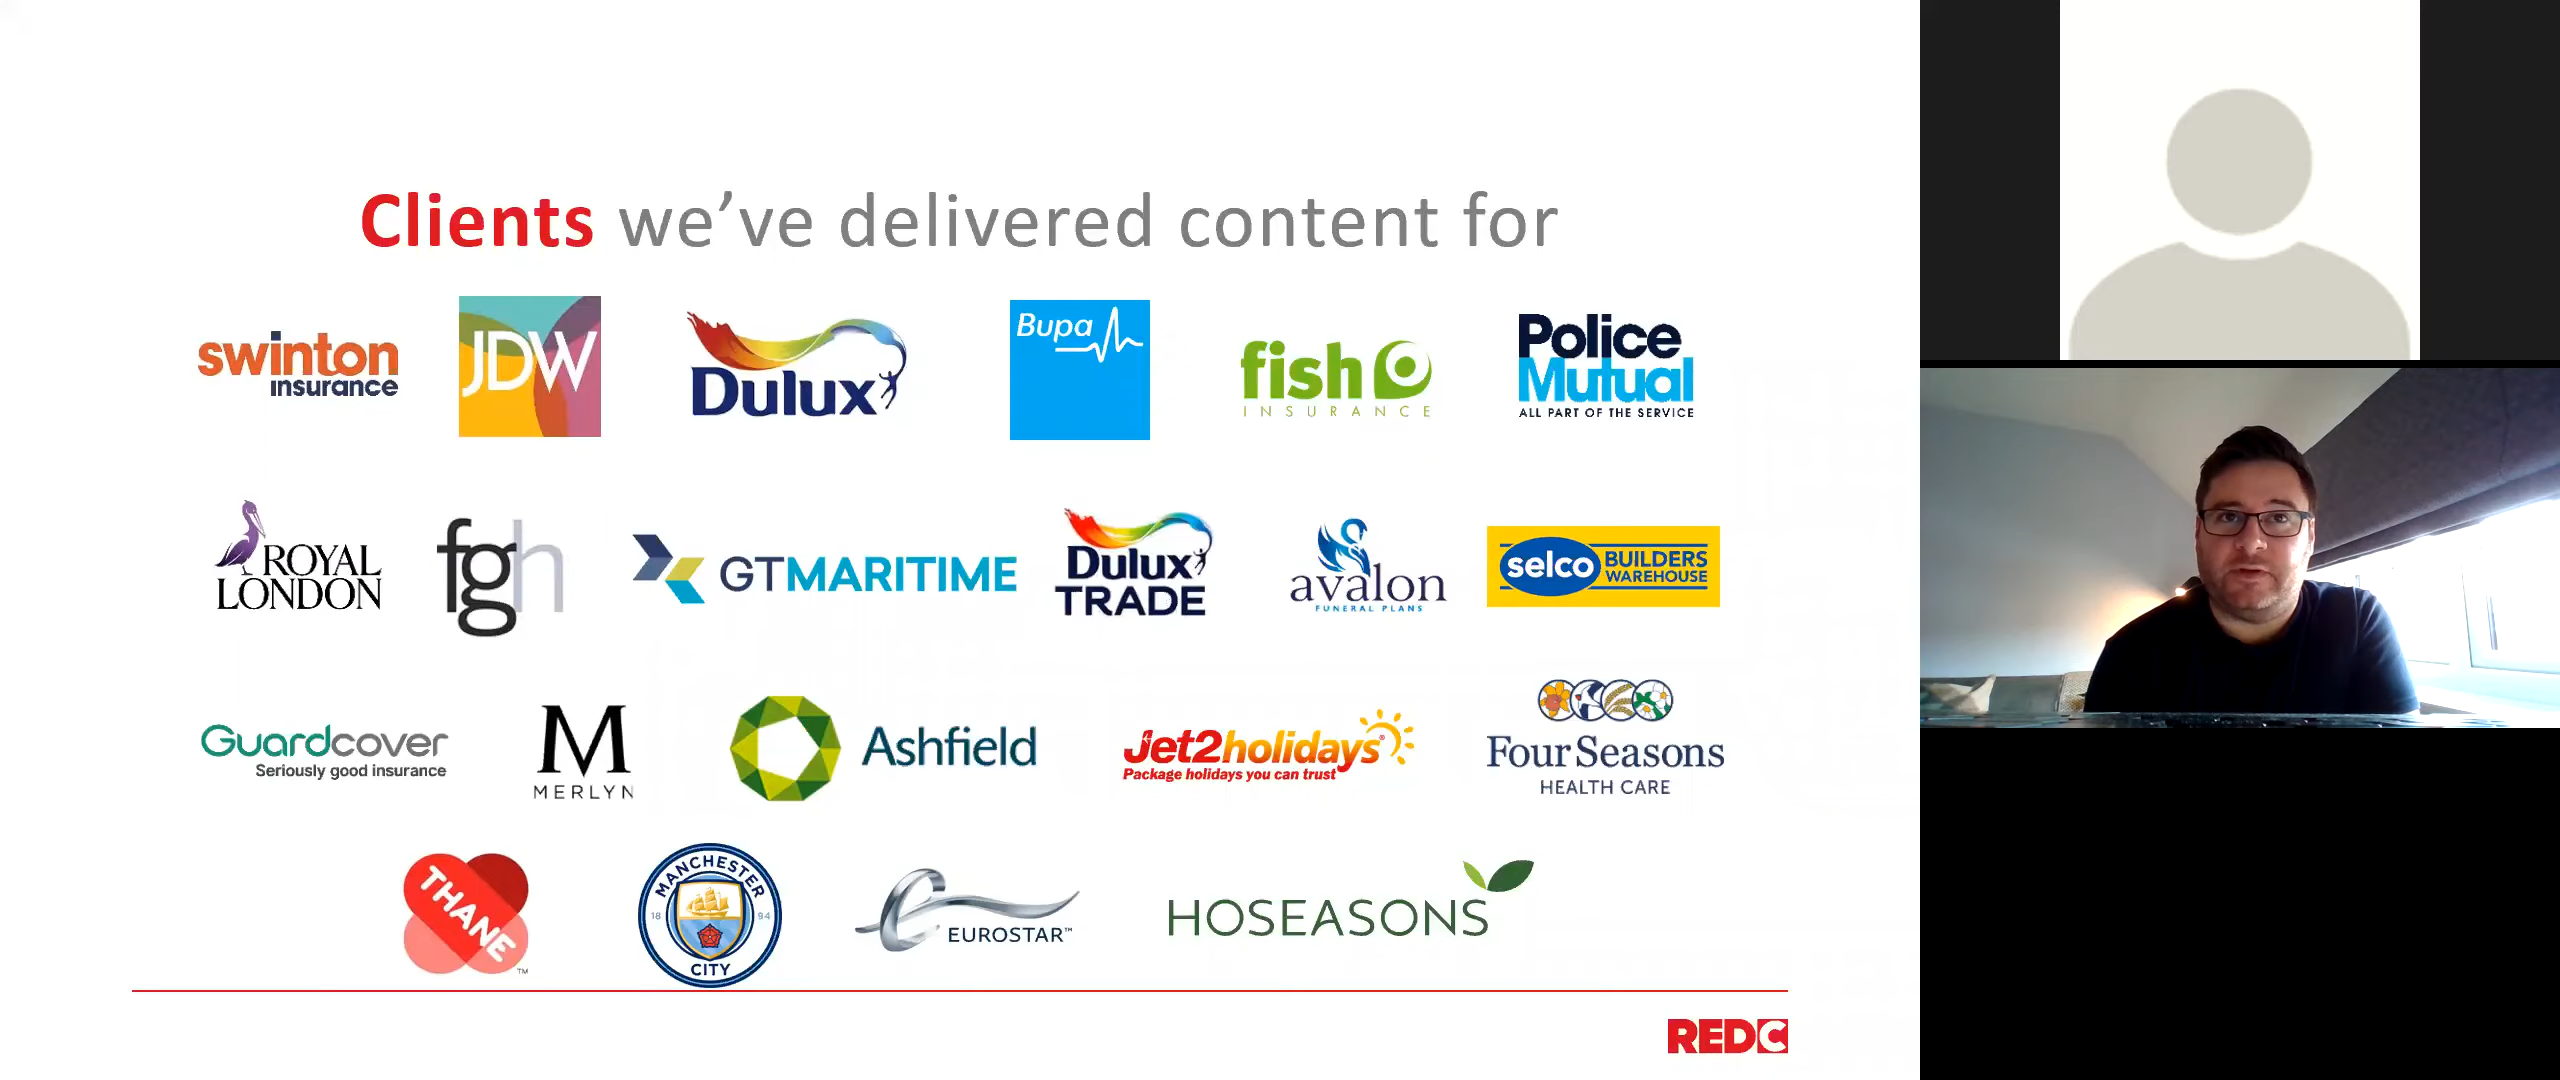 Clients we’ve delivered content for
swinton
insurance
JDW
Dulux
Bupa
fish
INSURANCE
Police
Mutual
ALL PART OF THE SERVICE
ROYAL
LONDON
fgh
GTMARITIME
Dulux
TRADE
avalon
FUNERAL PLANS
selco
BUILDERS
WAREHOUSE
Guardcover
Seriously good insurance
M
MERLYN
Ashfield
Jet2holidays®
Package holidays you can trust
Four Seasons
HEALTH CARE
THANE™
MANCHESTER
18 94
CITY
EUROSTAR™
HOSEASONS
REDC